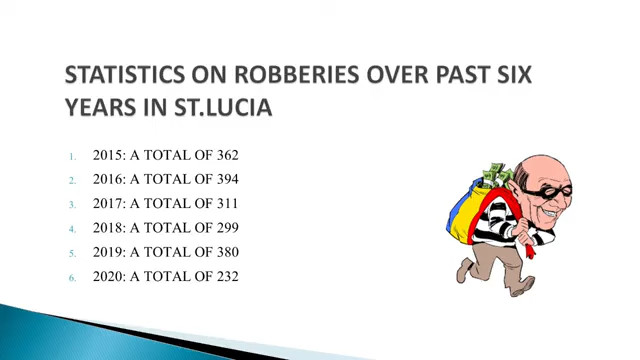 STATISTICS ON ROBBERIES OVER PAST SIX
YEARS IN ST.LUCIA
1. 2015: A TOTAL OF 362
2. 2016: A TOTAL OF 394
3. 2017: A TOTAL OF 311
4. 2018: A TOTAL OF 299
5. 2019: A TOTAL OF 380
6. 2020: A TOTAL OF 232